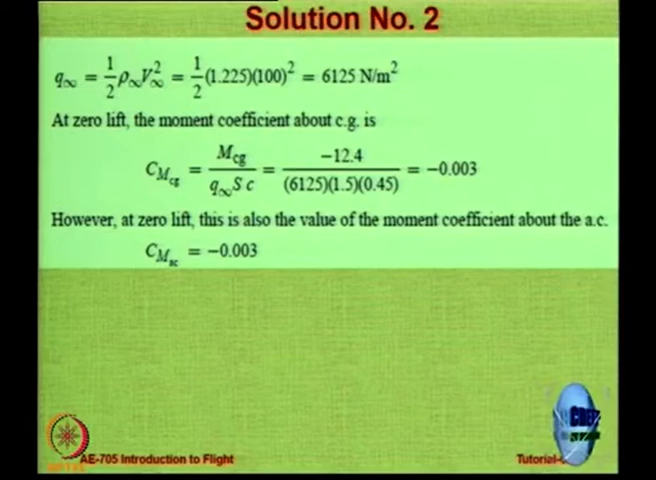 Solution No. 2
q∞ = 1/2 ρ∞V∞² = 1/2 (1.225)(100)² = 6125 N/m²
At zero lift, the moment coefficient about c.g. is
C_M_cg = M_cg / q∞ S c = −12.4 / (6125)(1.5)(0.45) = −0.003
However, at zero lift, this is also the value of the moment coefficient about the a.c.
C_M_ac = −0.003
AE-705 Introduction to Flight
Tutorial-